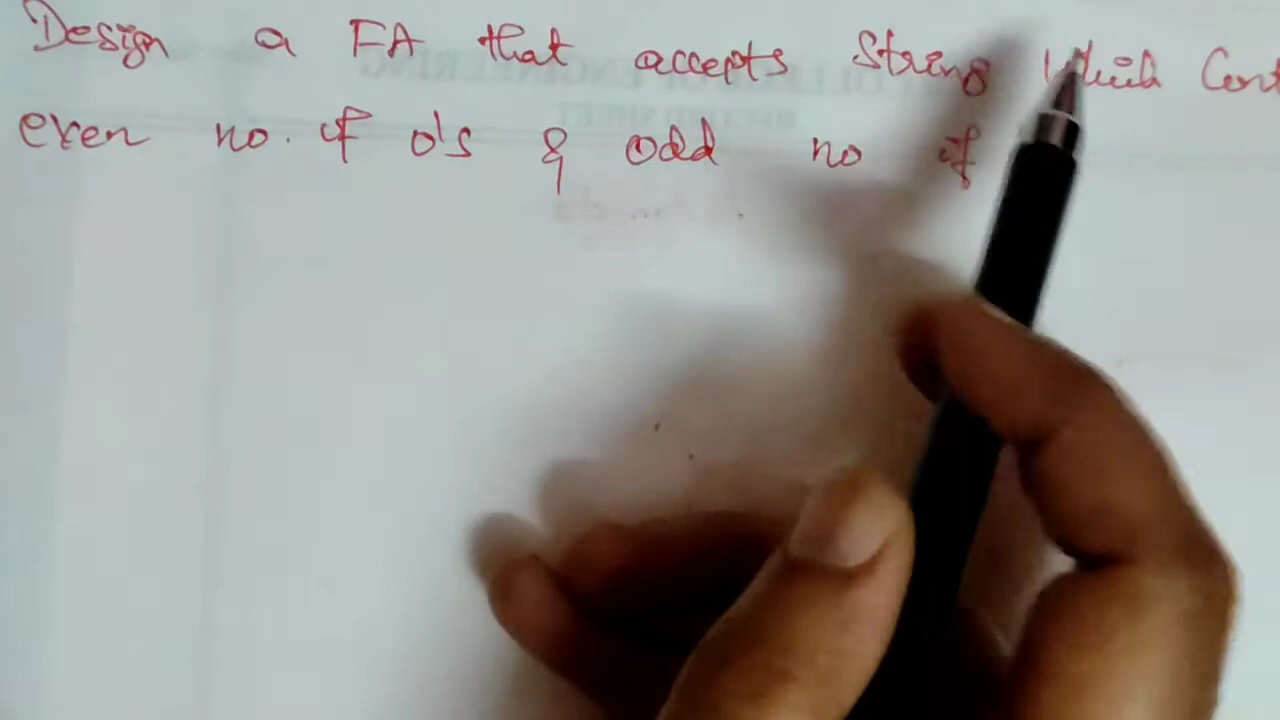 Design a FA that accepts String Which Cont
even no. of 0's & odd no of